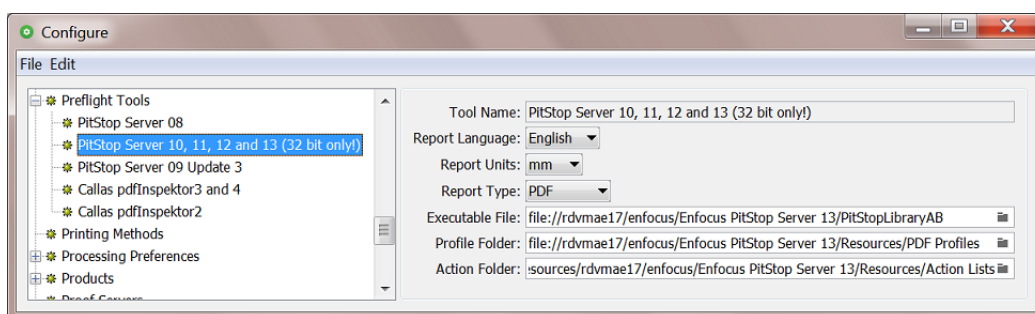 Configure
File Edit
Preflight Tools
PitStop Server 08
PitStop Server 10, 11, 12 and 13 (32 bit only!)
PitStop Server 09 Update 3
Callas pdfInspektor3 and 4
Callas pdfInspektor2
Printing Methods
Processing Preferences
Products
Proof Servers
Tool Name: PitStop Server 10, 11, 12 and 13 (32 bit only!)
Report Language: English
Report Units: mm
Report Type: PDF
Executable File: file://rdvmae17/enfocus/Enfocus PitStop Server 13/PitStopLibraryAB
Profile Folder: file://rdvmae17/enfocus/Enfocus PitStop Server 13/Resources/PDF Profiles
Action Folder: :sources/rdvmae17/enfocus/Enfocus PitStop Server 13/Resources/Action Lists